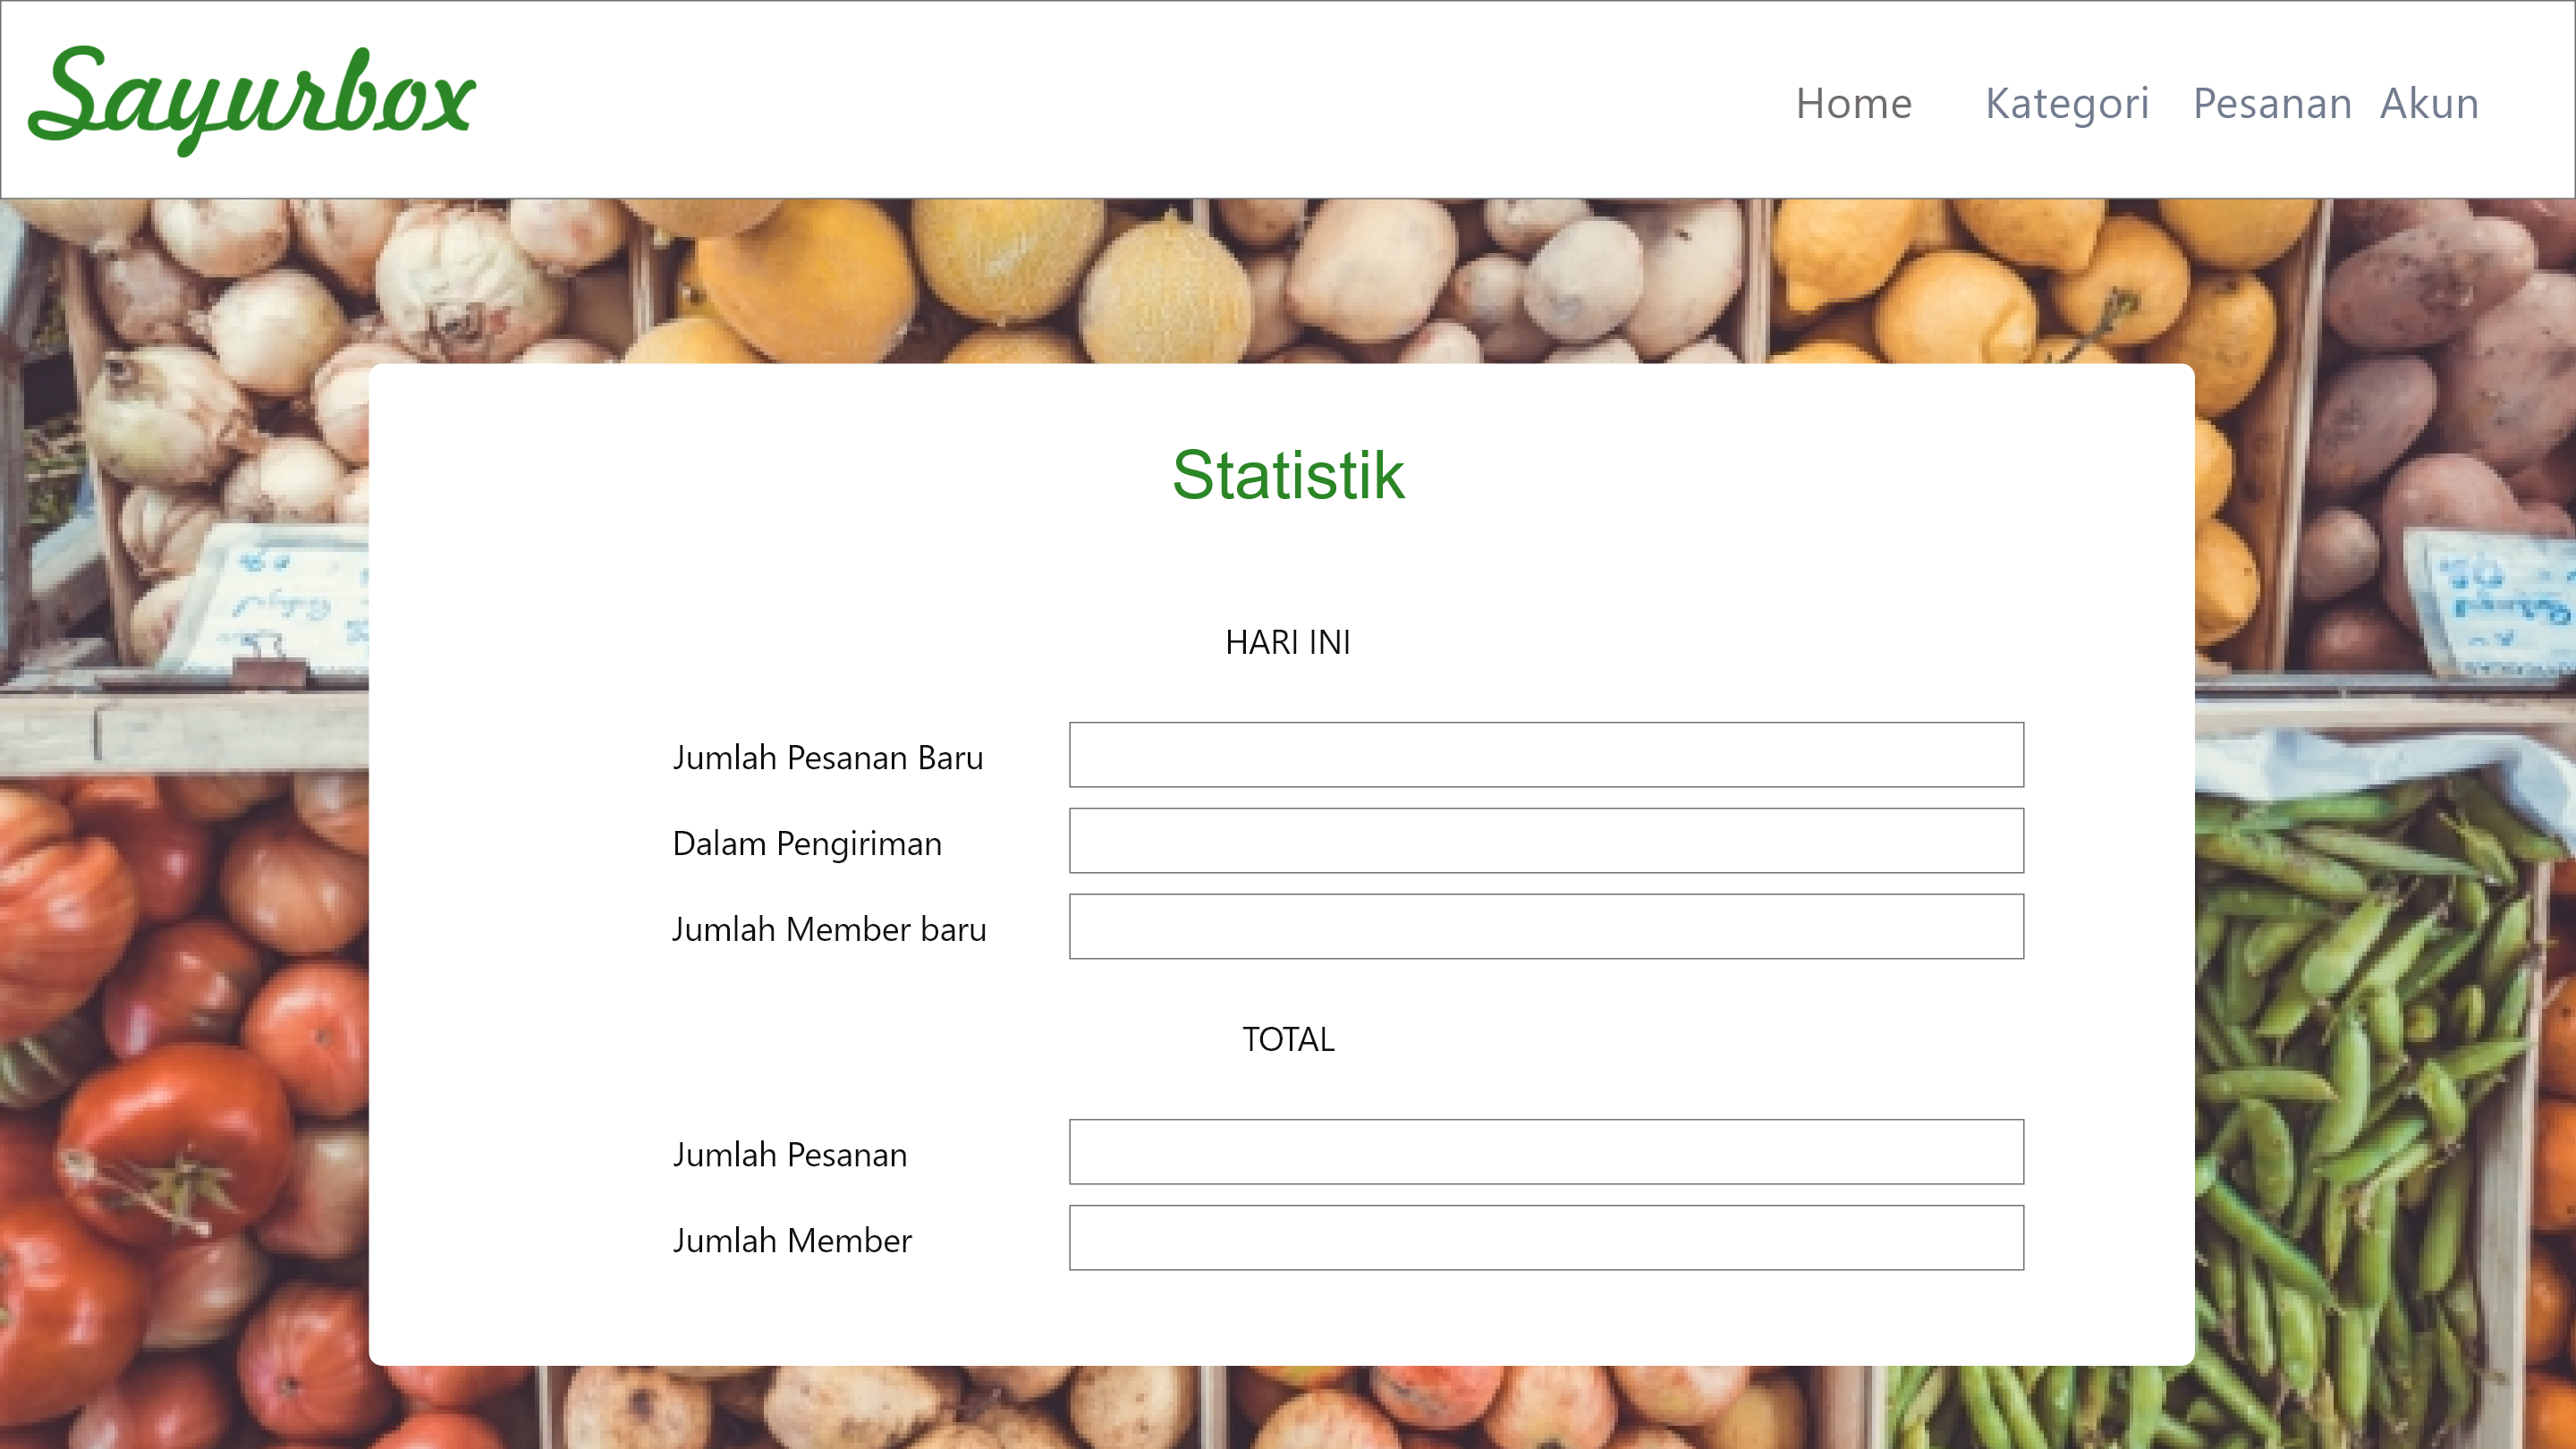 Sayurbox
Home Kategori Pesanan Akun
Statistik
HARI INI
Jumlah Pesanan Baru
Dalam Pengiriman
Jumlah Member baru
TOTAL
Jumlah Pesanan
Jumlah Member